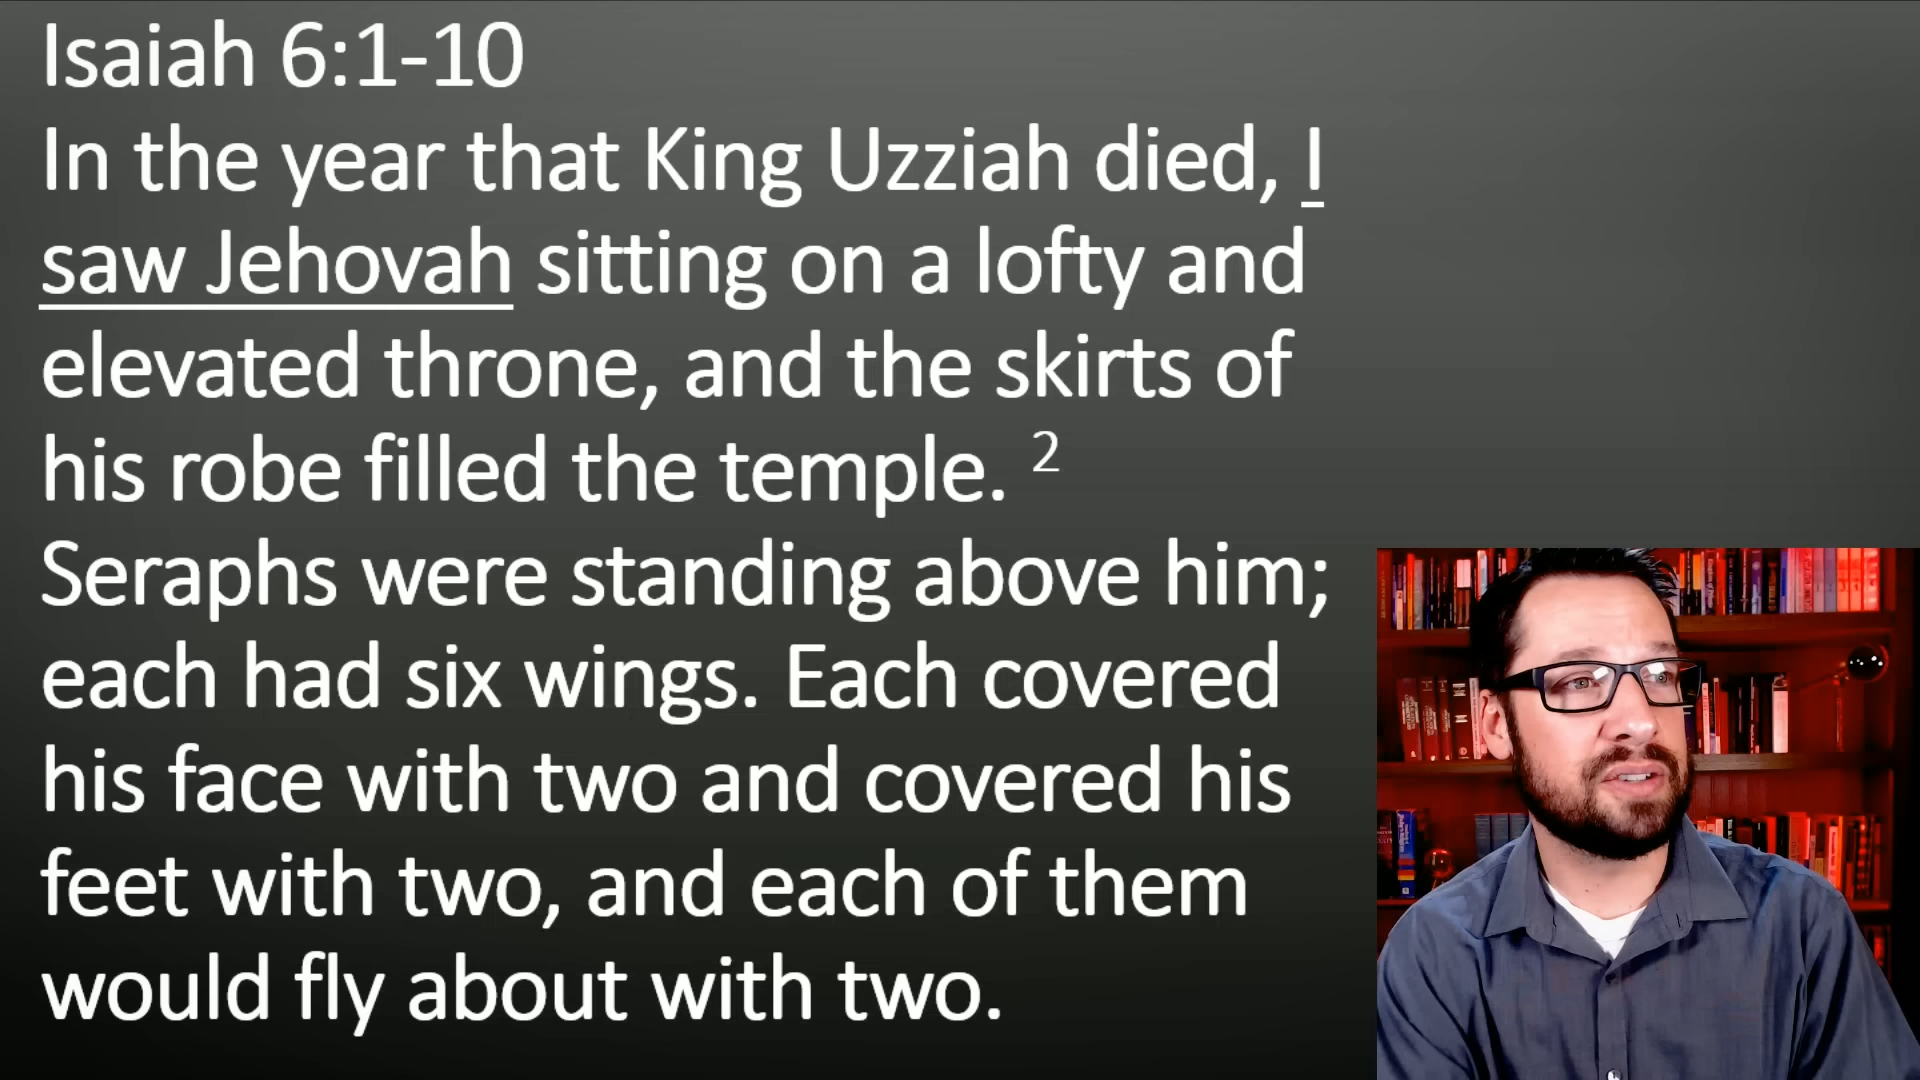 Isaiah 6:1-10
In the year that King Uzziah died, I
saw Jehovah sitting on a lofty and
elevated throne, and the skirts of
his robe filled the temple. 2
Seraphs were standing above him;
each had six wings. Each covered
his face with two and covered his
feet with two, and each of them
would fly about with two.